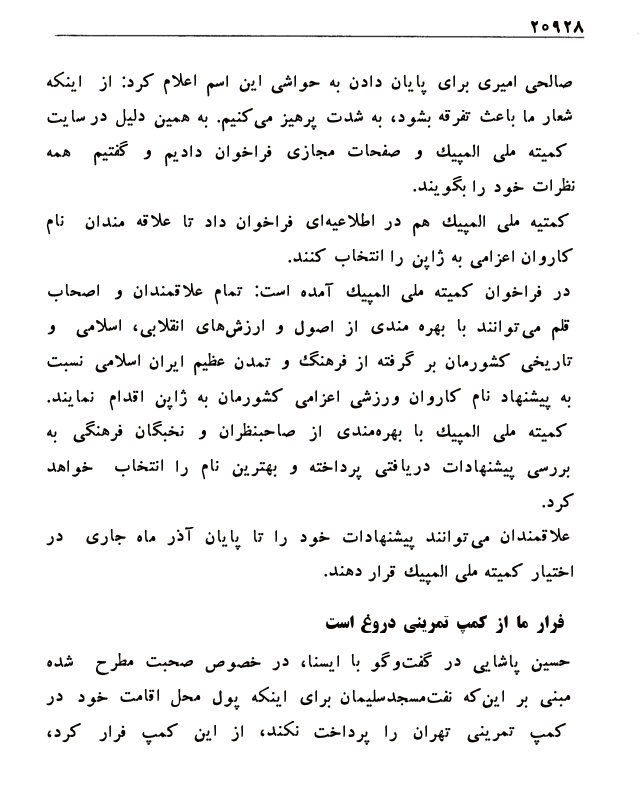 ۲۰۹۲۸
صالحی امیری برای پایان دادن به حواشی این اسم اعلام کرد: از اینکه
شعار ما باعث تفرقه بشود، به شدت پرهیز می‌کنیم. به همین دلیل در سایت
کمیته ملی المپیك و صفحات مجازی فراخوان دادیم و گفتیم همه
نظرات خود را بگویند.
کمتیه ملی المپیك هم در اطلاعیه‌ای فراخوان داد تا علاقه مندان نام
کاروان اعزامی به ژاپن را انتخاب کنند.
در فراخوان کمیته ملی المپیك آمده است: تمام علاقمندان و اصحاب
قلم می‌توانند با بهره مندی از اصول و ارزش‌های انقلابی، اسلامی و
تاریخی کشورمان بر گرفته از فرهنگ و تمدن عظیم ایران اسلامی نسبت
به پیشنهاد نام کاروان ورزشی اعزامی کشورمان به ژاپن اقدام نمایند.
کمیته ملی المپیك با بهره‌مندی از صاحبنظران و نخبگان فرهنگی به
بررسی پیشنهادات دریافتی پرداخته و بهترین نام را انتخاب خواهد
کرد.
علاقمندان می‌توانند پیشنهادات خود را تا پایان آذر ماه جاری در
اختیار کمیته ملی المپیك قرار دهند.
فرار ما از کمپ تمرینی دروغ است
حسین پاشایی در گفت‌وگو با ایسنا، در خصوص صحبت مطرح شده
مبنی بر این‌که نفت‌مسجدسلیمان برای اینکه پول محل اقامت خود در
کمپ تمرینی تهران را پرداخت نکند، از این کمپ فرار کرد،